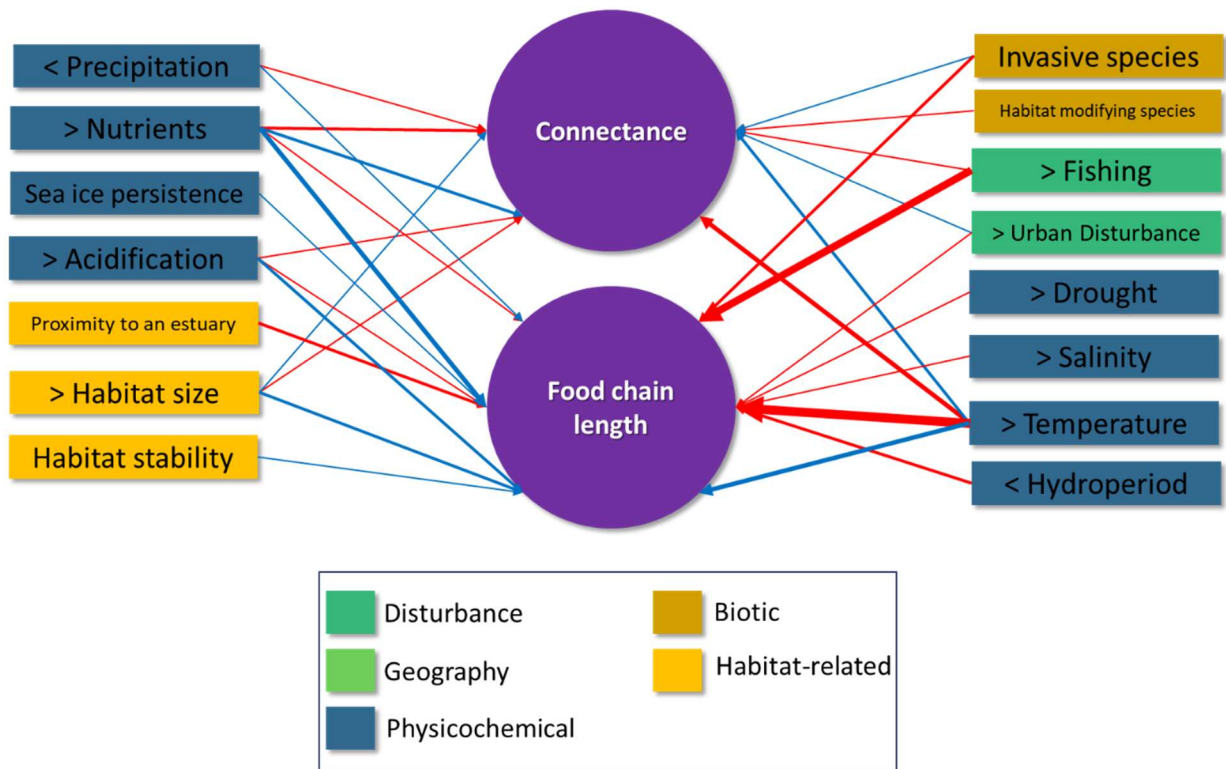 < Precipitation
> Nutrients
Sea ice persistence
> Acidification
Proximity to an estuary
> Habitat size
Habitat stability
Connectance
Food chain
length
Invasive species
Habitat modifying species
> Fishing
> Urban Disturbance
> Drought
> Salinity
> Temperature
< Hydroperiod
Disturbance
Geography
Physicochemical
Biotic
Habitat-related